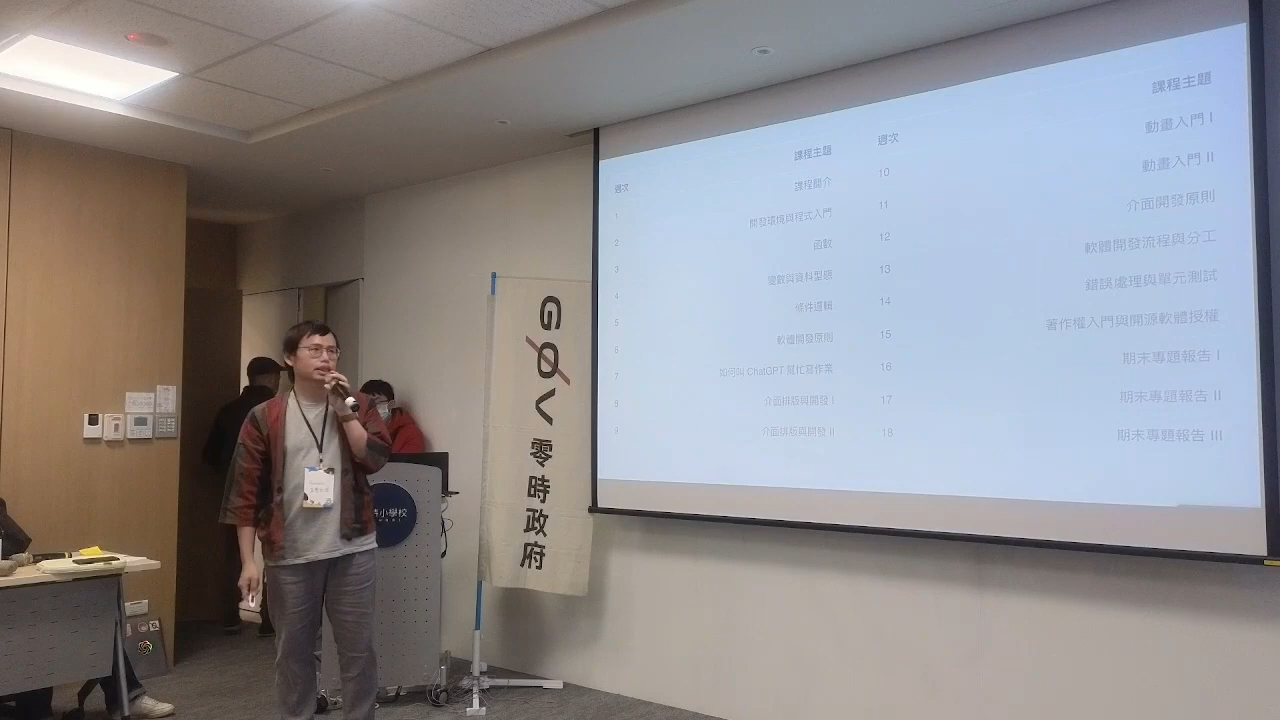 週次 課程主題
1 課程簡介
2 開發環境與程式入門
3 函數
4 變數與資料型態
5 條件邏輯
6 軟體開發原則
7 如何叫 ChatGPT 幫忙寫作業
8 介面排版與開發 I
9 介面排版與開發 II
週次 課程主題
10 動畫入門 I
11 動畫入門 II
12 介面開發原則
13 軟體開發流程與分工
14 錯誤處理與單元測試
15 著作權入門與開源軟體授權
16 期末專題報告 I
17 期末專題報告 II
18 期末專題報告 III
G0V 零時政府
小學校